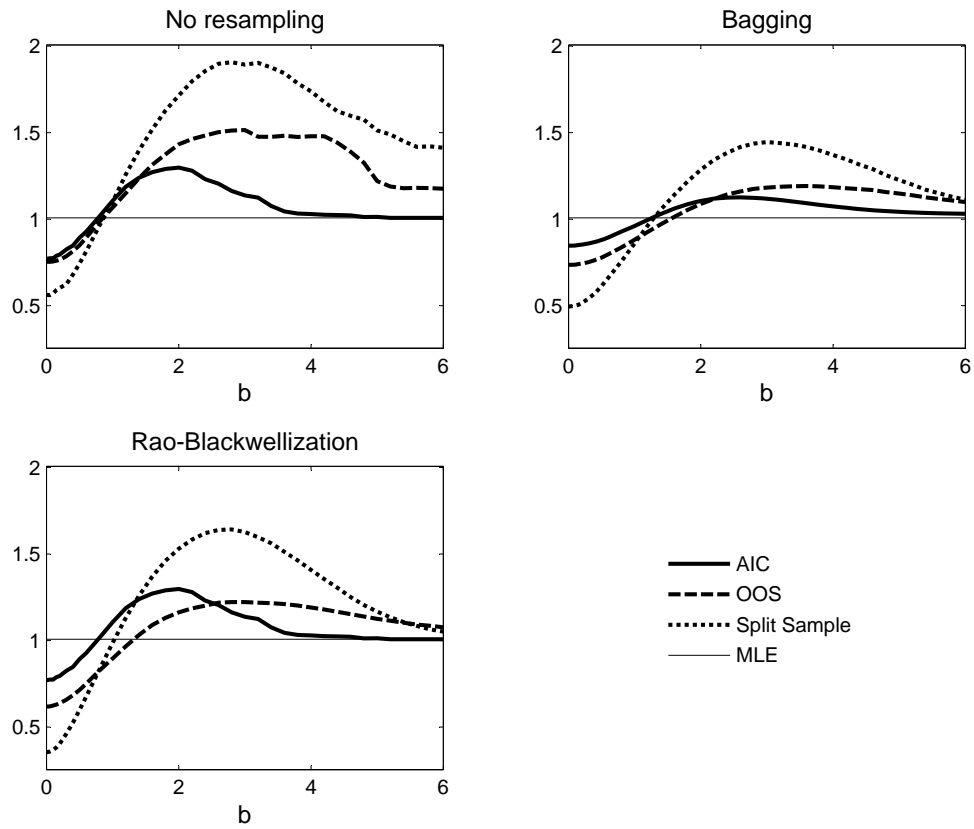 No resampling
2
1.5
1
0.5
0 2 4 6
b
Bagging
2
1.5
1
0.5
0 2 4 6
b
Rao-Blackwellization
2
1.5
1
0.5
0 2 4 6
b
AIC
OOS
Split Sample
MLE